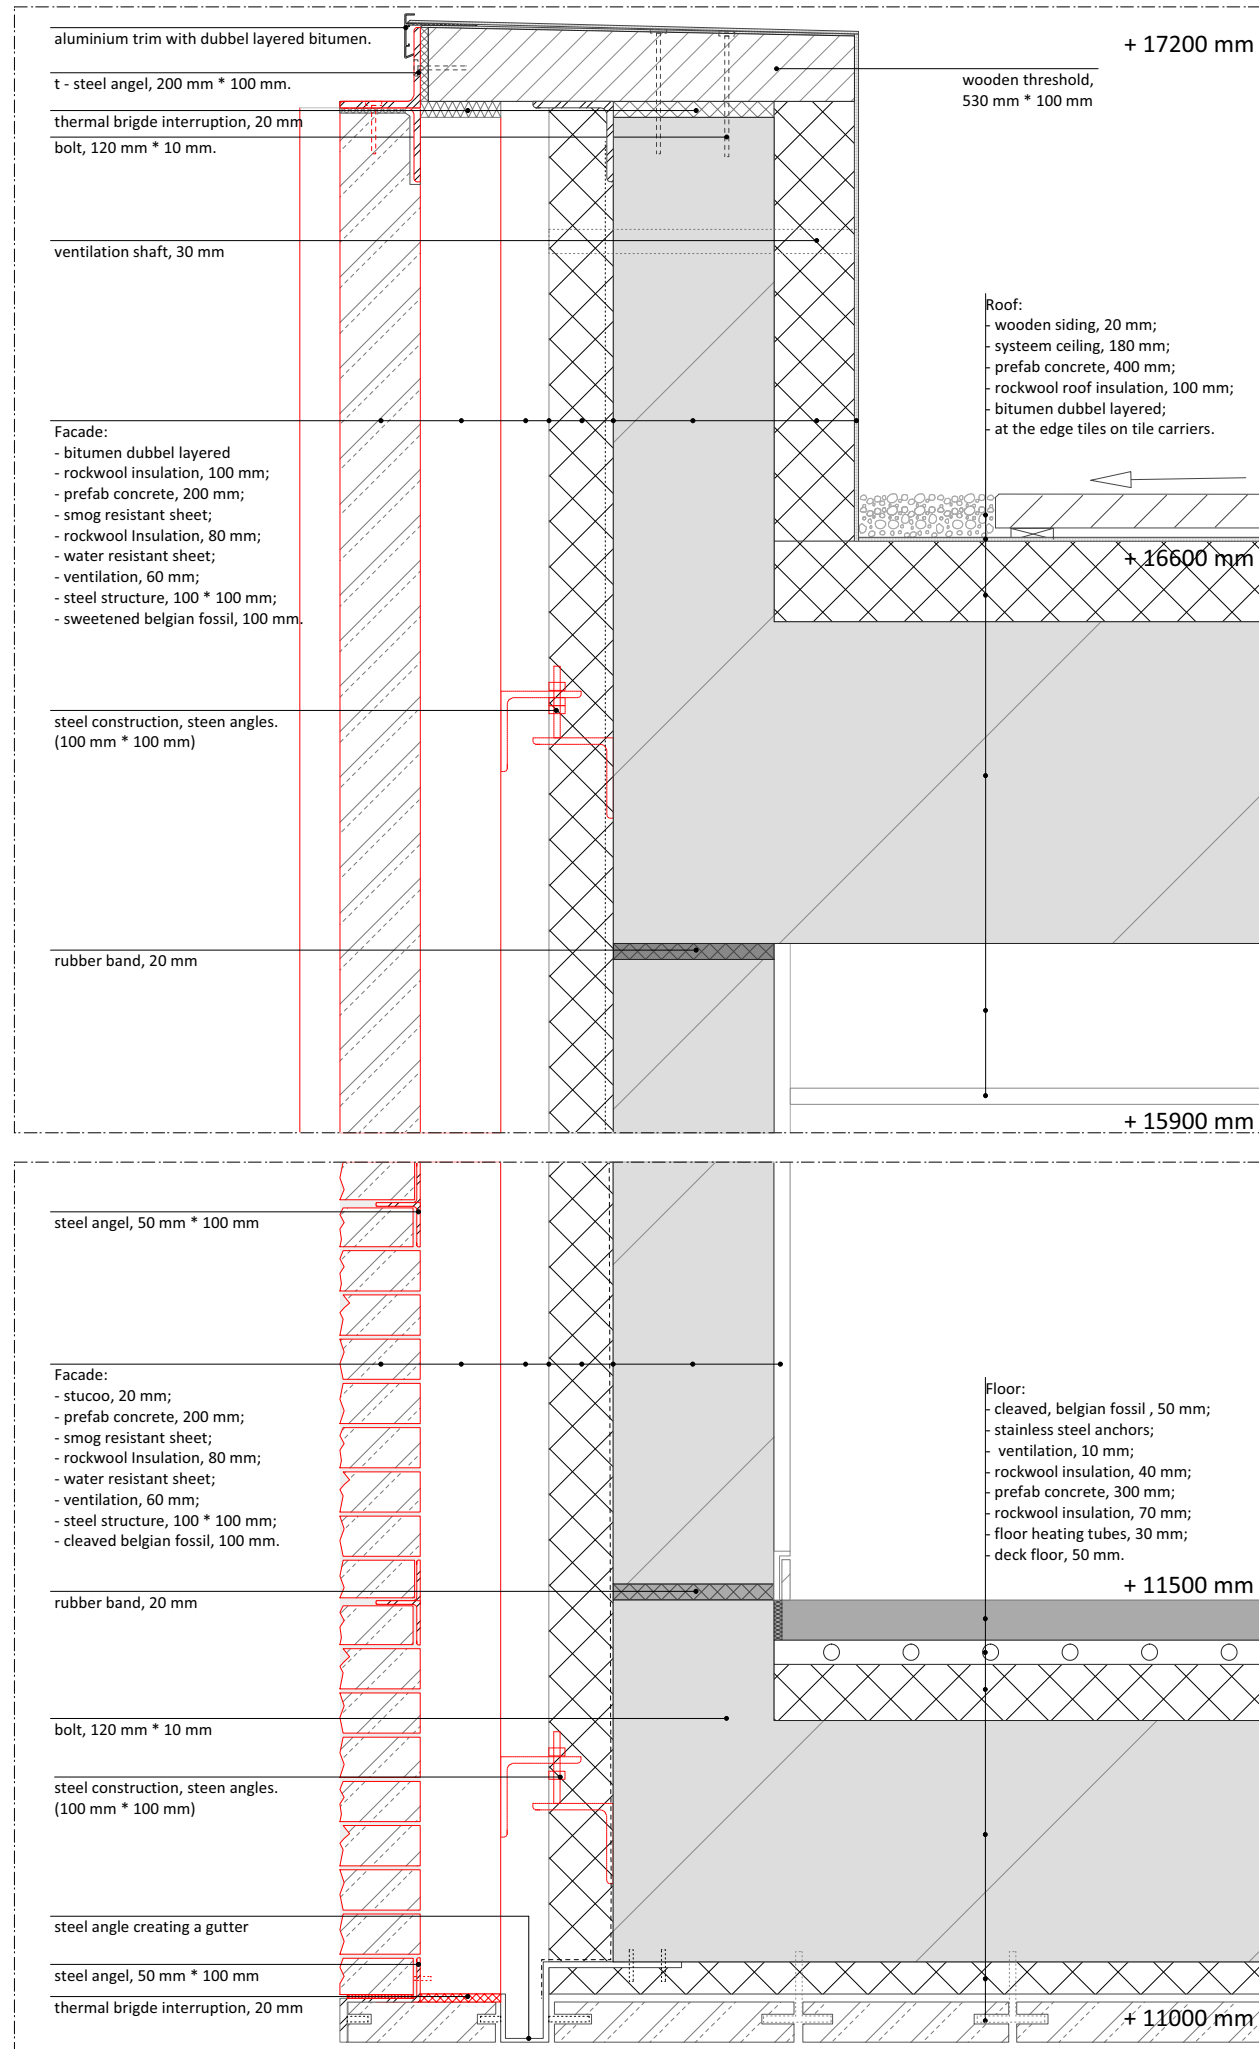 aluminium trim with dubbel layered bitumen.
t - steel angel, 200 mm * 100 mm.
thermal brigde interruption, 20 mm
bolt, 120 mm * 10 mm.
+ 17200 mm
wooden threshold,
530 mm * 100 mm
ventilation shaft, 30 mm
Roof:
- wooden siding, 20 mm;
- systeem ceiling, 180 mm;
- prefab concrete, 400 mm;
- rockwool roof insulation, 100 mm;
- bitumen dubbel layered;
- at the edge tiles on tile carriers.
Facade:
- bitumen dubbel layered
- rockwool insulation, 100 mm;
- prefab concrete, 200 mm;
- smog resistant sheet;
- rockwool Insulation, 80 mm;
- water resistant sheet;
- ventilation, 60 mm;
- steel structure, 100 * 100 mm;
- sweetened belgian fossil, 100 mm.
+ 16600 mm
steel construction, steen angles.
(100 mm * 100 mm)
rubber band, 20 mm
+ 15900 mm
steel angel, 50 mm * 100 mm
Facade:
- stucoo, 20 mm;
- prefab concrete, 200 mm;
- smog resistant sheet;
- rockwool Insulation, 80 mm;
- water resistant sheet;
- ventilation, 60 mm;
- steel structure, 100 * 100 mm;
- cleaved belgian fossil, 100 mm.
Floor:
- cleaved, belgian fossil , 50 mm;
- stainless steel anchors;
- ventilation, 10 mm;
- rockwool insulation, 40 mm;
- prefab concrete, 300 mm;
- rockwool insulation, 70 mm;
- floor heating tubes, 30 mm;
- deck floor, 50 mm.
+ 11500 mm
rubber band, 20 mm
bolt, 120 mm * 10 mm
steel construction, steen angles.
(100 mm * 100 mm)
steel angle creating a gutter
steel angel, 50 mm * 100 mm
thermal brigde interruption, 20 mm
+ 11000 mm